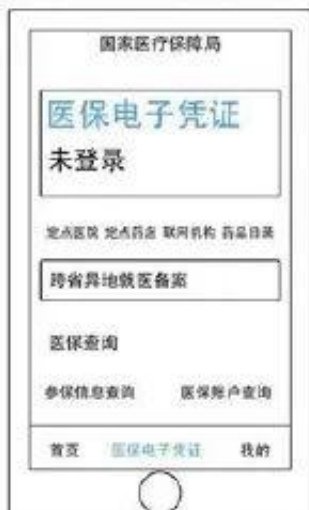 国家医疗保障局
医保电子凭证
未登录
定点医院 定点药店 联网机构 药品目录
跨省异地就医备案
医保查询
参保信息查询 医保账户查询
首页 医保电子凭证 我的